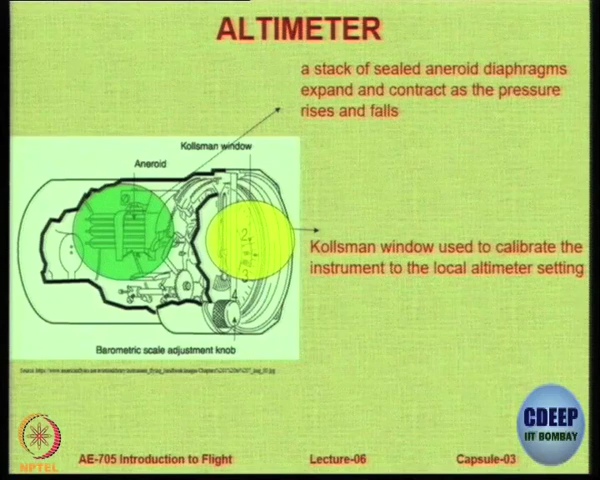 ALTIMETER
a stack of sealed aneroid diaphragms
expand and contract as the pressure
rises and falls
Kollsman window
Aneroid
Kollsman window used to calibrate the
instrument to the local altimeter setting
Barometric scale adjustment knob
CDEEP
IIT BOMBAY
NPTEL
AE-705 Introduction to Flight
Lecture-06
Capsule-03